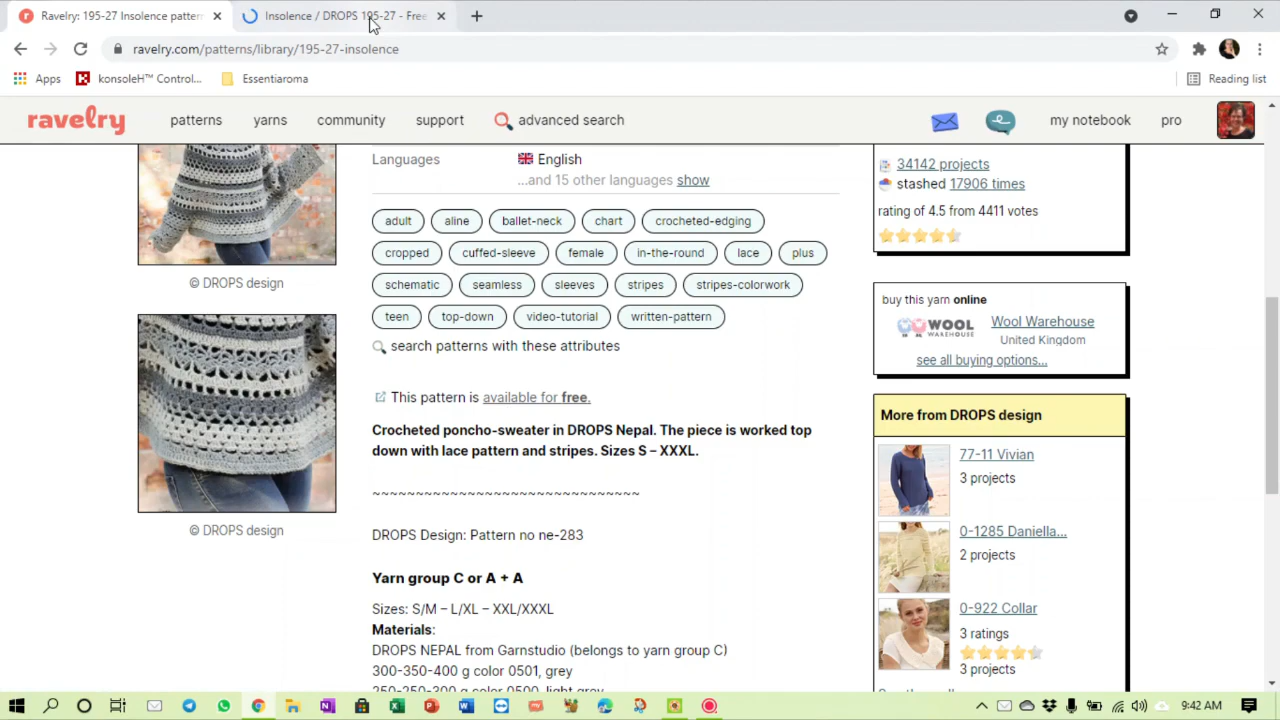 Ravelry: 195-27 Insolence pattern
Insolence / DROPS 195-27 - Free
ravelry.com/patterns/library/195-27-insolence
Apps
konsoleH™ Control...
Essentiaroma
Reading list
ravelry
patterns
yarns
community
support
advanced search
my notebook
pro
© DROPS design
© DROPS design
Languages
English
...and 15 other languages show
adult
aline
ballet-neck
chart
crocheted-edging
cropped
cuffed-sleeve
female
in-the-round
lace
plus
schematic
seamless
sleeves
stripes
stripes-colorwork
teen
top-down
video-tutorial
written-pattern
search patterns with these attributes
This pattern is available for free.
Crocheted poncho-sweater in DROPS Nepal. The piece is worked top
down with lace pattern and stripes. Sizes S – XXXL.
~~~~~~~~~~~~~~~~~~~~~~~~~~~~~~~
DROPS Design: Pattern no ne-283
Yarn group C or A + A
Sizes: S/M – L/XL – XXL/XXXL
Materials:
DROPS NEPAL from Garnstudio (belongs to yarn group C)
300-350-400 g color 0501, grey
250-250-300 g color 0500, light grey
34142 projects
stashed 17906 times
rating of 4.5 from 4411 votes
buy this yarn online
WOOL
WAREHOUSE
Wool Warehouse
United Kingdom
see all buying options...
More from DROPS design
77-11 Vivian
3 projects
0-1285 Daniella...
2 projects
0-922 Collar
3 ratings
3 projects
9:42 AM